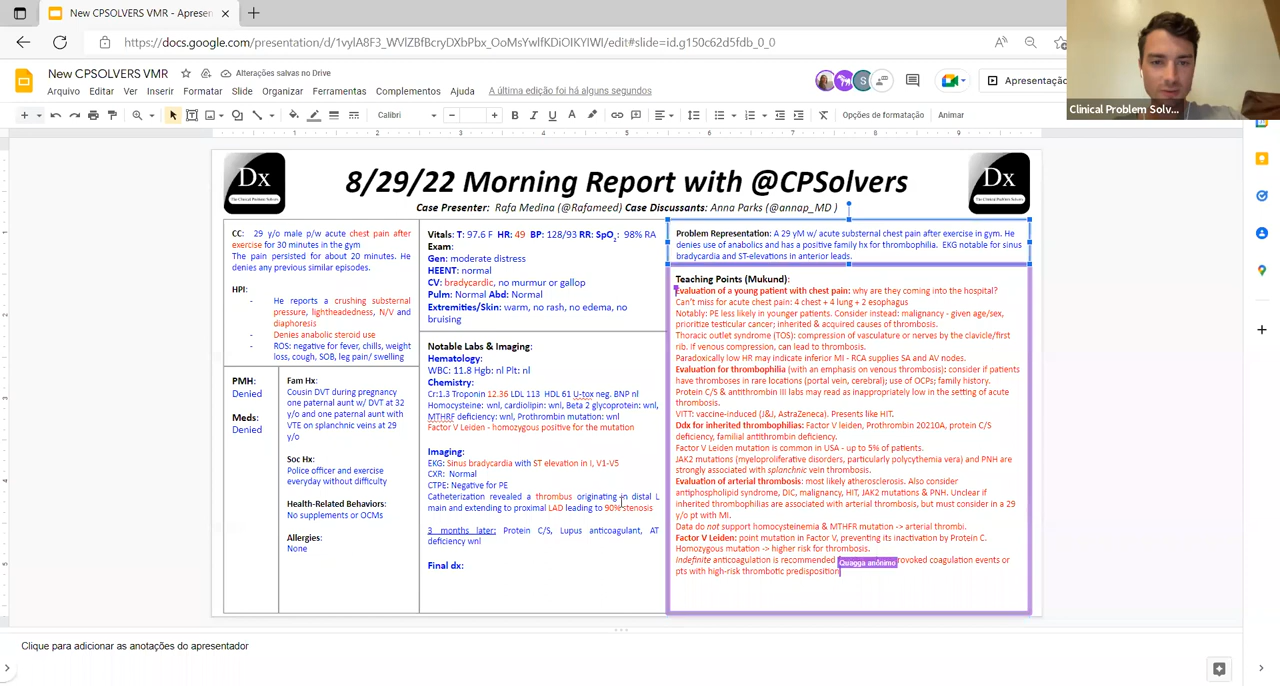 New CPSOLVERS VMR - Apresen
https://docs.google.com/presentation/d/1vylA8F3_WVlZBfBcryDXbPbx_OoMsYwlfKDiOIKYIWI/edit#slide=id.g150c62d5fdb_0_0
New CPSOLVERS VMR
Alterações salvas no Drive
Arquivo Editar Ver Inserir Formatar Slide Organizar Ferramentas Complementos Ajuda
A última edição foi há alguns segundos
Apresentação
Clinical Problem Solv...
Calibri
Opções de formatação
Animar
Dx
The Clinical Problem Solvers
8/29/22 Morning Report with @CPSolvers
Case Presenter: Rafa Medina (@Rafameed) Case Discussants: Anna Parks (@annap_MD )
Dx
The Clinical Problem Solvers
CC: 29 y/o male p/w acute chest pain after
exercise for 30 minutes in the gym
The pain persisted for about 20 minutes. He
denies any previous similar episodes.
HPI:
- He reports a crushing substernal
pressure, lightheadedness, N/V and
diaphoresis
- Denies anabolic steroid use
- ROS: negative for fever, chills, weight
loss, cough, SOB, leg pain/ swelling
PMH:
Denied
Meds:
Denied
Fam Hx:
Cousin DVT during pregnancy
one paternal aunt w/ DVT at 32
y/o and one paternal aunt with
VTE on splanchnic veins at 29
y/o
Soc Hx:
Police officer and exercise
everyday without difficulty
Health-Related Behaviors:
No supplements or OCMs
Allergies:
None
Vitals: T: 97.6 F HR: 49 BP: 128/93 RR: SpO2: 98% RA
Exam:
Gen: moderate distress
HEENT: normal
CV: bradycardic, no murmur or gallop
Pulm: Normal Abd: Normal
Extremities/Skin: warm, no rash, no edema, no
bruising
Notable Labs & Imaging:
Hematology:
WBC: 11.8 Hgb: nl Plt: nl
Chemistry:
Cr:1.3 Troponin 12.36 LDL 113 HDL 61 U-tox neg. BNP nl
Homocysteine: wnl, cardiolipin: wnl, Beta 2 glycoprotein: wnl,
MTHFR deficiency: wnl, Prothrombin mutation: wnl
Factor V Leiden - homozygous positive for the mutation
Imaging:
EKG: Sinus bradycardia with ST elevation in I, V1-V5
CXR: Normal
CTPE: Negative for PE
Catheterization revealed a thrombus originating in distal L
main and extending to proximal LAD leading to 90% stenosis
3 months later: Protein C/S, Lupus anticoagulant, AT
deficiency wnl
Final dx:
Problem Representation: A 29 yM w/ acute substernal chest pain after exercise in gym. He
denies use of anabolics and has a positive family hx for thrombophilia. EKG notable for sinus
bradycardia and ST-elevations in anterior leads.
Teaching Points (Mukund):
Evaluation of a young patient with chest pain: why are they coming into the hospital?
Can't miss for acute chest pain: 4 chest + 4 lung + 2 esophagus
Notably: PE less likely in younger patients. Consider instead: malignancy - given age/sex,
prioritize testicular cancer; inherited & acquired causes of thrombosis.
Thoracic outlet syndrome (TOS): compression of vasculature or nerves by the clavicle/first
rib. if venous compression, can lead to thrombosis.
Paradoxically low HR may indicate inferior MI - RCA supplies SA and AV nodes.
Evaluation for thrombophilia (with an emphasis on venous thrombosis): consider if patients
have thromboses in rare locations (portal vein, cerebral); use of OCPs; family history.
Protein C/S & antithrombin III labs may read as inappropriately low in the setting of acute
thrombosis.
VITT: vaccine-induced (J&J, AstraZeneca). Presents like HIT.
Ddx for inherited thrombophilias: Factor V leiden, Prothrombin 20210A, protein C/S
deficiency, familial antithrombin deficiency.
Factor V Leiden mutation is common in USA - up to 5% of patients.
JAK2 mutations (myeloproliferative disorders, particularly polycythemia vera) and PNH are
strongly associated with splanchnic vein thrombosis.
Evaluation of arterial thrombosis: most likely atherosclerosis. Also consider
antiphospholipid syndrome, DIC, malignancy, HIT, JAK2 mutations & PNH. Unclear if
inherited thrombophilias are associated with arterial thrombosis, but must consider in a 29
y/o pt with MI.
Data do not support homocysteinemia & MTHFR mutation -> arterial thrombi.
Factor V Leiden: point mutation in Factor V, preventing its inactivation by Protein C.
Homozygous mutation -> higher risk for thrombosis.
Indefinite anticoagulation is recommended rovoked coagulation events or
Quagga anônimo
pts with high-risk thrombotic predisposition
Clique para adicionar as anotações do apresentador